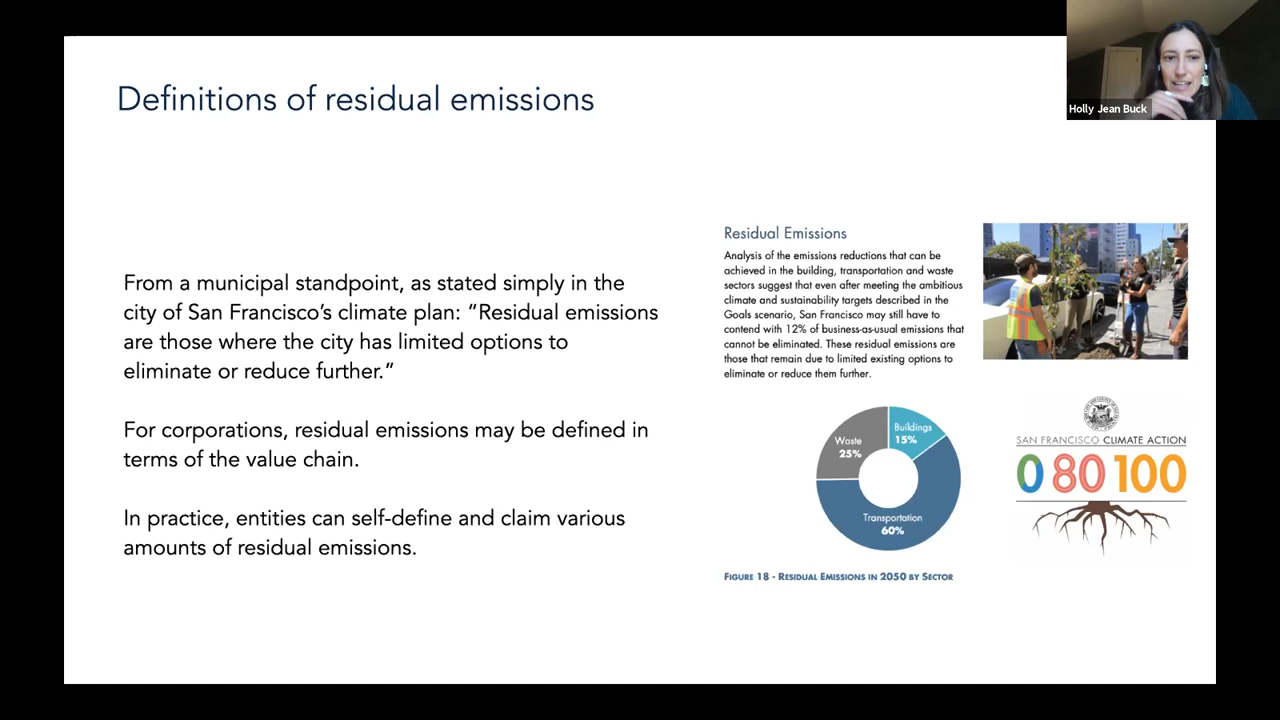 Definitions of residual emissions
Holly Jean Buck
From a municipal standpoint, as stated simply in the
city of San Francisco’s climate plan: “Residual emissions
are those where the city has limited options to
eliminate or reduce further.”
For corporations, residual emissions may be defined in
terms of the value chain.
In practice, entities can self-define and claim various
amounts of residual emissions.
Residual Emissions
Analysis of the emissions reductions that can be
achieved in the building, transportation and waste
sectors suggest that even after meeting the ambitious
climate and sustainability targets described in the
Goals scenario, San Francisco may still have to
contend with 12% of business-as-usual emissions that
cannot be eliminated. These residual emissions are
those that remain due to limited existing options to
eliminate or reduce them further.
Buildings
15%
Waste
25%
Transportation
60%
FIGURE 18 - RESIDUAL EMISSIONS IN 2050 BY SECTOR
SAN FRANCISCO CLIMATE ACTION
0 80 100